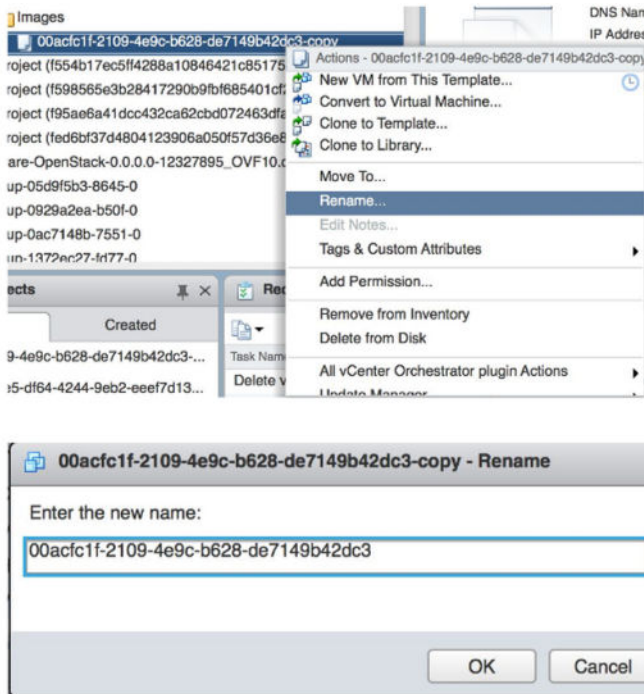 Images
00acfc1f-2109-4e9c-b628-de7149b42dc3-copy
roject (f554b17ec5ff4288a10846421c85175
roject (f598565e3b28417290b9fbf685401cf2
roject (f95ae6a41dcc432ca62cbd072463dfa
roject (fed6bf37d4804123906a050f57d36e8
are-OpenStack-0.0.0.0-12327895_OVF10.
up-05d9f5b3-8645-0
up-0929a2ea-b50f-0
up-0ac7148b-7551-0
up-1372ec27-fd77-0
DNS Nam
IP Addres
Actions - 00acfc1f-2109-4e9c-b628-de7149b42dc3-copy
New VM from This Template...
Convert to Virtual Machine...
Clone to Template...
Clone to Library...
Move To...
Rename...
Edit Notes...
Tags & Custom Attributes
Add Permission...
Remove from Inventory
Delete from Disk
All vCenter Orchestrator plugin Actions
Update Manager
ects
Created
9-4e9c-b628-de7149b42dc3-...
e5-df64-4244-9eb2-eeef7d13...
Rec
Task Name
Delete v
00acfc1f-2109-4e9c-b628-de7149b42dc3-copy - Rename
Enter the new name:
00acfc1f-2109-4e9c-b628-de7149b42dc3
OK
Cancel